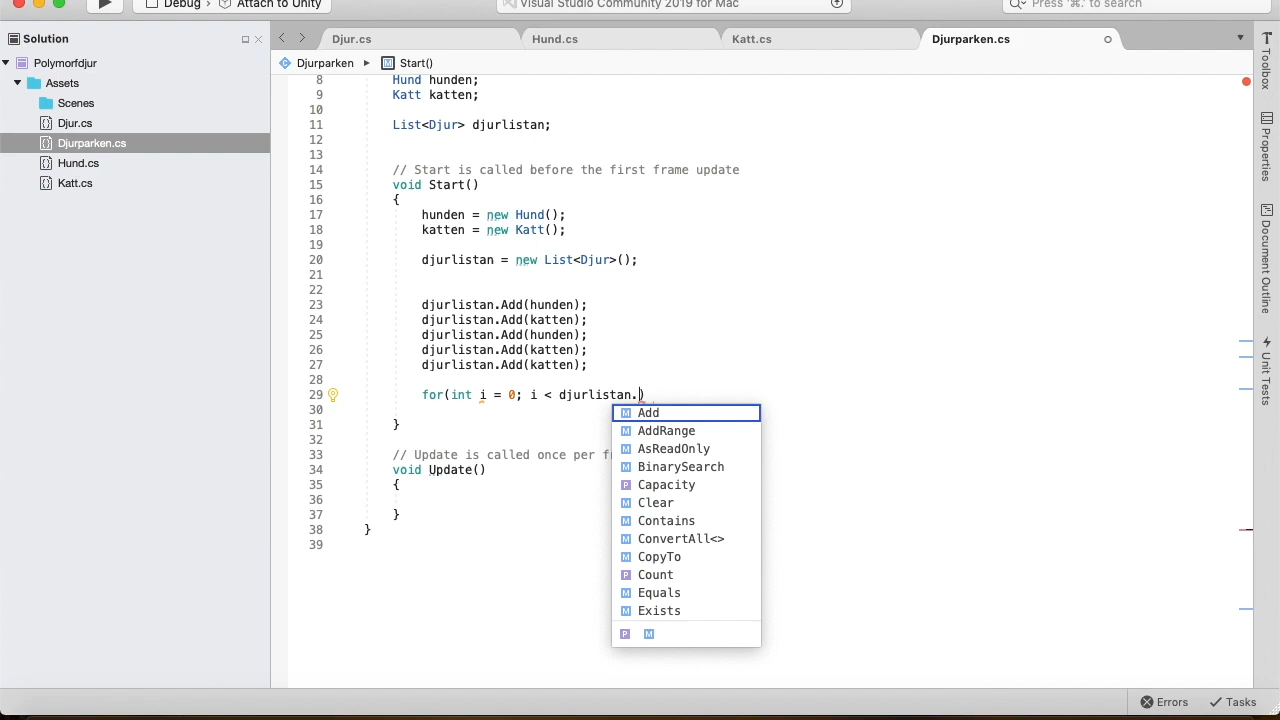 Debug › Attach to Unity
Visual Studio Community 2019 for Mac
Press '⌘.' to search
Solution
Polymorfdjur
Assets
Scenes
Djur.cs
Djurparken.cs
Hund.cs
Katt.cs
Djur.cs
Hund.cs
Katt.cs
Djurparken.cs
Djurparken
Start()
8 Hund hunden;
9 Katt katten;
10
11 List<Djur> djurlistan;
12
13
14 // Start is called before the first frame update
15 void Start()
16 {
17 hunden = new Hund();
18 katten = new Katt();
19
20 djurlistan = new List<Djur>();
21
22
23 djurlistan.Add(hunden);
24 djurlistan.Add(katten);
25 djurlistan.Add(hunden);
26 djurlistan.Add(katten);
27 djurlistan.Add(katten);
28
29 for(int i = 0; i < djurlistan.)
30
31 }
32
33 // Update is called once per f
34 void Update()
35 {
36
37 }
38 }
39
M Add
M AddRange
M AsReadOnly
M BinarySearch
P Capacity
M Clear
M Contains
M ConvertAll<>
M CopyTo
P Count
M Equals
M Exists
P M
Toolbox
Properties
Document Outline
Unit Tests
Errors
Tasks